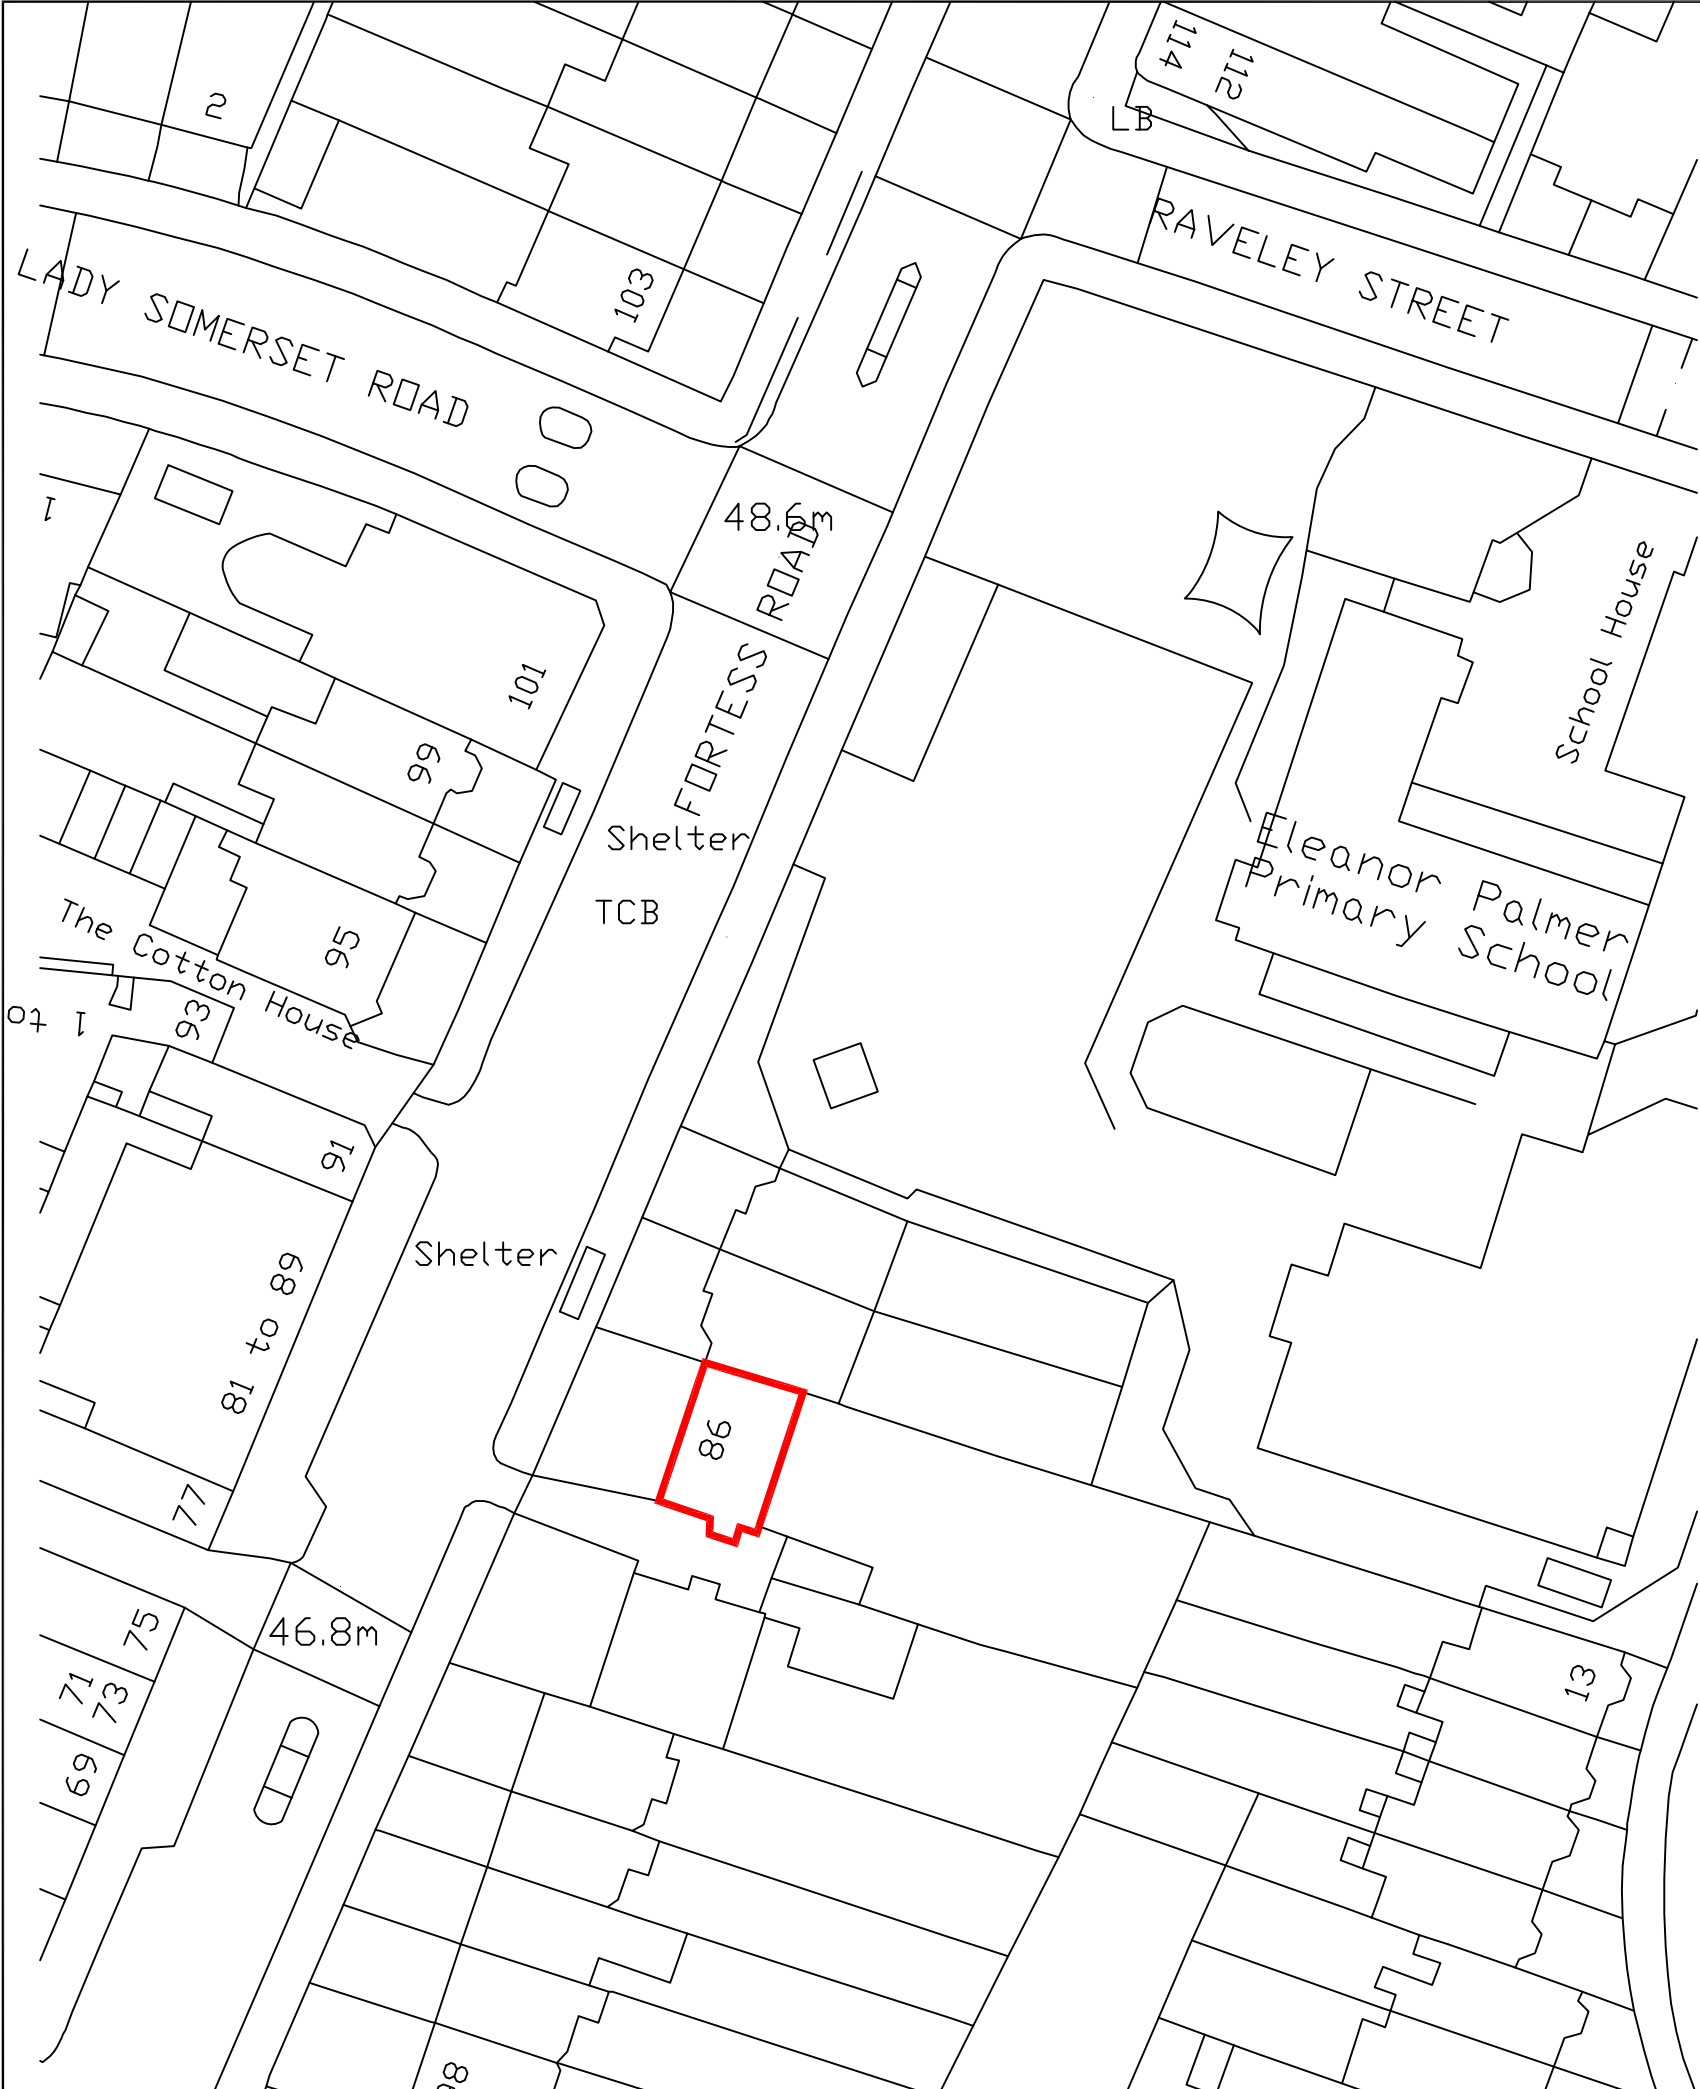 114
112
2
LB
RAVELEY STREET
LADY SOMERSET ROAD
103
48.6m
1
FORTESS ROAD
School House
101
99
Shelter
Eleanor Palmer
Primary School
TCB
95
The Cotton House
93
1 to
91
Shelter
81 to 89
86
77
75
46.8m
71
73
13
69